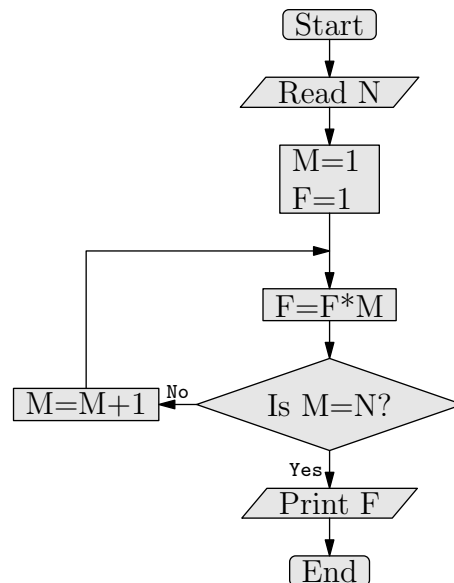 Start
Read N
M=1
F=1
F=F*M
Is M=N?
No
M=M+1
Yes
Print F
End